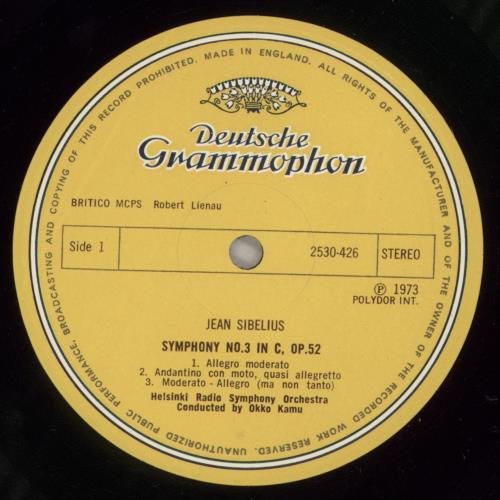 ALL RIGHTS OF THE MANUFACTURER AND OF THE OWNER OF THE RECORDED WORK RESERVED. UNAUTHORIZED PUBLIC PERFORMANCE, BROADCASTING AND COPYING OF THIS RECORD PROHIBITED. MADE IN ENGLAND.
Deutsche
Grammophon
BRITICO MCPS Robert Lienau
Side 1 2530-426 STEREO
℗ 1973
POLYDOR INT.
JEAN SIBELIUS
SYMPHONY NO.3 IN C, OP.52
1. Allegro moderato
2. Andantino con moto, quasi allegretto
3. Moderato - Allegro (ma non tanto)
Helsinki Radio Symphony Orchestra
Conducted by Okko Kamu